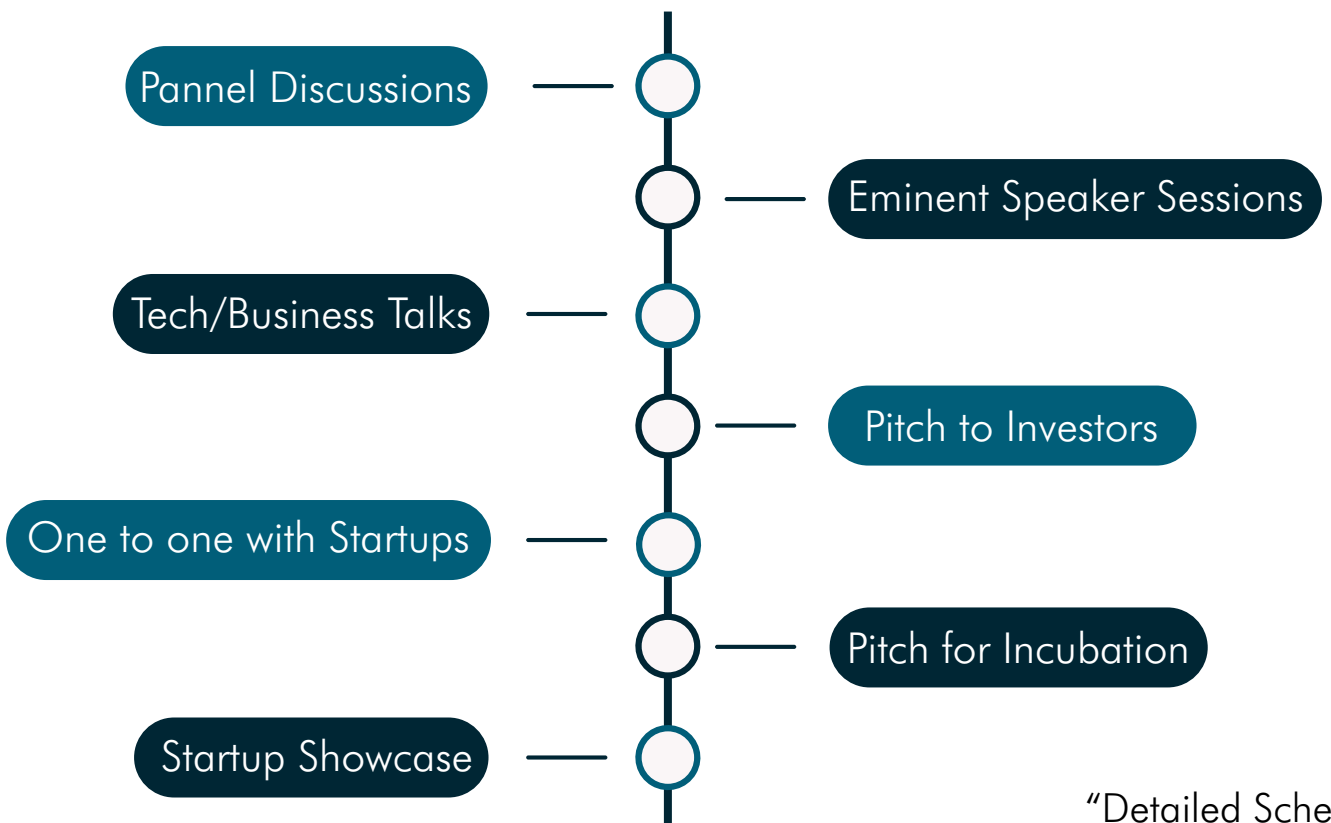 Pannel Discussions
Eminent Speaker Sessions
Tech/Business Talks
Pitch to Investors
One to one with Startups
Pitch for Incubation
Startup Showcase
“Detailed